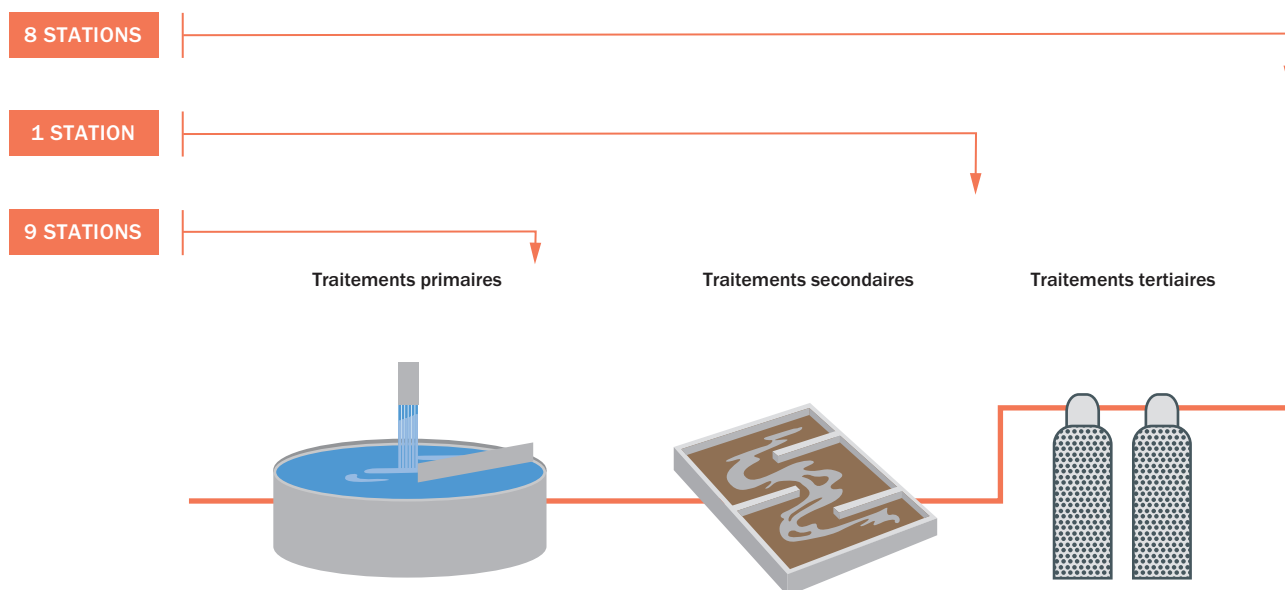 8 STATIONS
1 STATION
9 STATIONS
Traitements primaires
Traitements secondaires
Traitements tertiaires